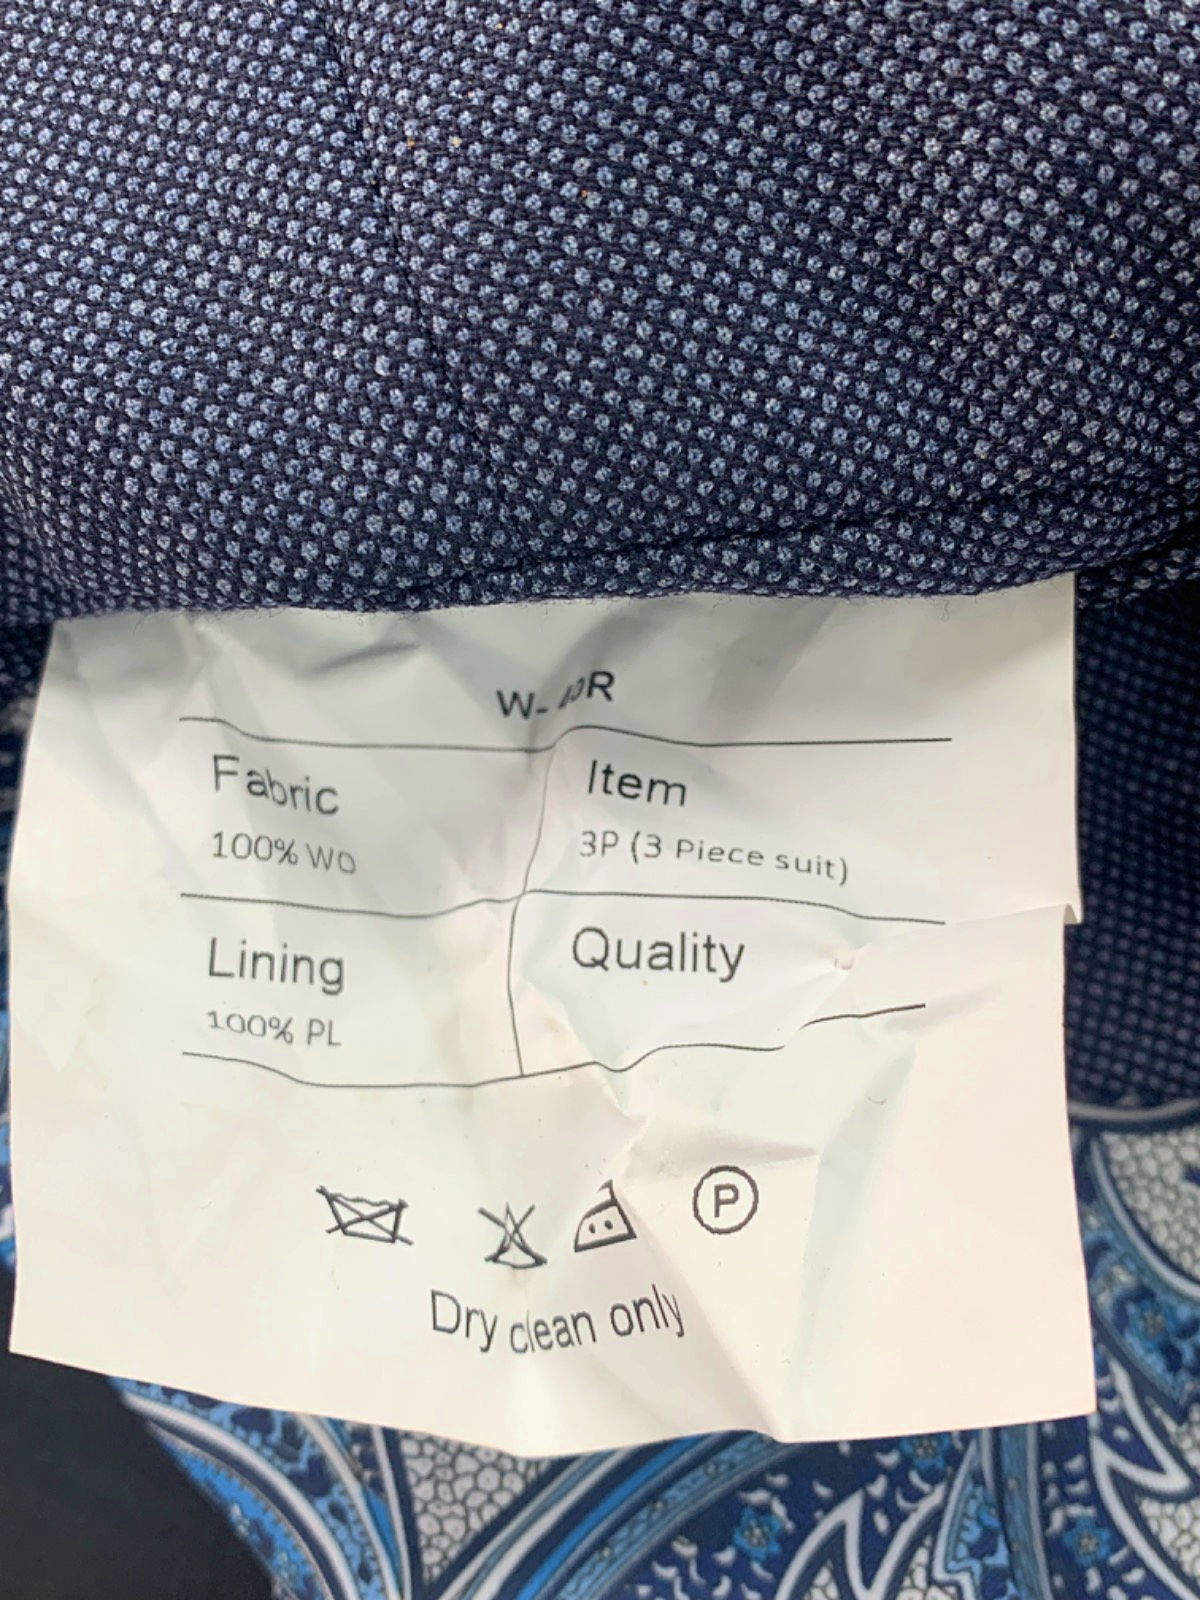 Fabric
100% WO
Item
3P (3 Piece suit)
Lining
100% PL
Quality
P
Dry clean only